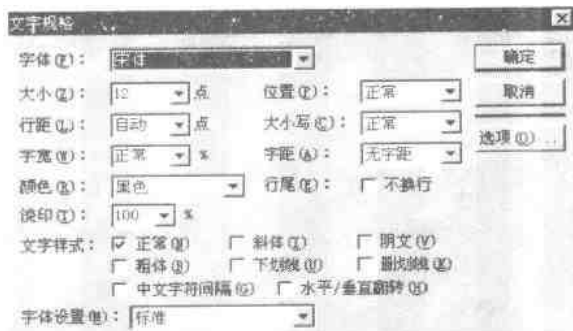 文字规格
字体(F): 宋体 确定
大小(Z): 12 点 位置(P): 正常 取消
行距(L): 自动 点 大小写(C): 正常
选项(O)...
字宽(W): 正常 % 字距(A): 无字距
颜色(R): 黑色 行尾(E): 不换行
浇印(T): 100 %
文字样式: 正常(N) 斜体(I) 阴文(V)
粗体(B) 下划线(U) 删划线(K)
中文字符间隔(G) 水平/垂直翻转(H)
字体设置(M): 标准